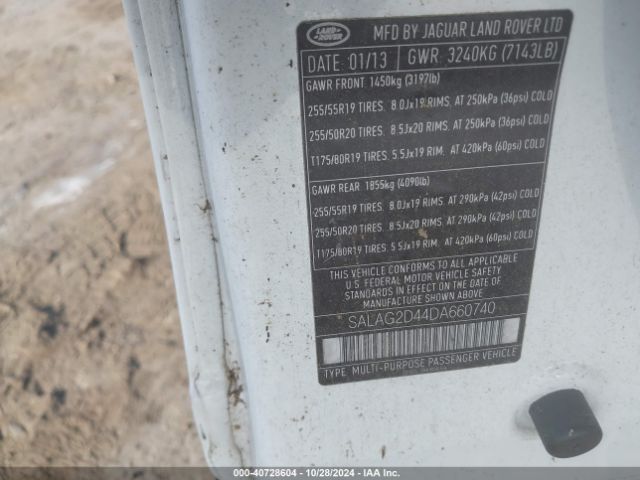 LAND ROVER
MFD BY JAGUAR LAND ROVER LTD
DATE: 01/13 GWR 3240KG (7143LB)
GAWR FRONT 1450kg (3197lb)
255/55R19 TIRES, 8.0Jx19 RIMS, AT 250kPa (36psi) COLD
255/50R20 TIRES, 8.5Jx20 RIMS, AT 250kPa (36psi) COLD
T175/80R19 TIRES, 5.5Jx19 RIM, AT 420kPa (60psi) COLD
GAWR REAR 1855kg (4090lb)
255/55R19 TIRES, 8.0Jx19 RIMS, AT 290kPa (42psi) COLD
255/50R20 TIRES, 8.5Jx20 RIMS, AT 290kPa (42psi) COLD
T175/80R19 TIRES, 5.5Jx19 RIM, AT 420kPa (60psi) COLD
THIS VEHICLE CONFORMS TO ALL APPLICABLE
U.S. FEDERAL MOTOR VEHICLE SAFETY
STANDARDS IN EFFECT ON THE DATE OF
MANUFACTURE SHOWN ABOVE
SALAG2D44DA660740
TYPE: MULTI-PURPOSE PASSENGER VEHICLE
000-40728604 - 10/28/2024 - IAA Inc.